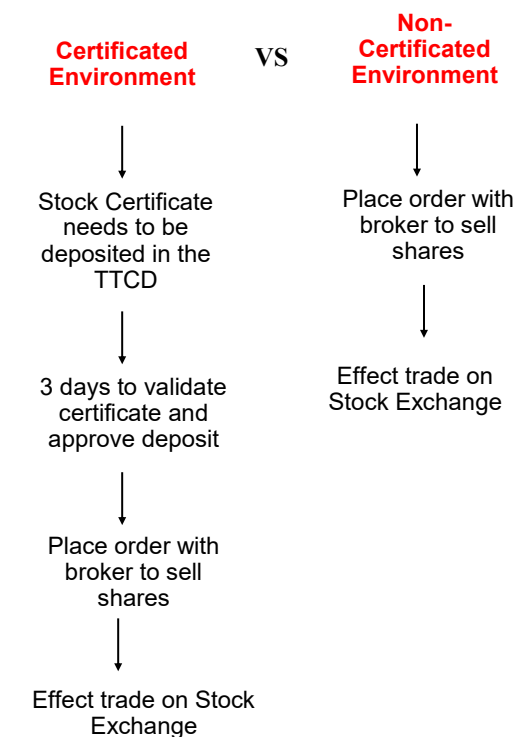 Certificated
Environment
VS
Non-
Certificated
Environment
Stock Certificate
needs to be
deposited in the
TTCD
3 days to validate
certificate and
approve deposit
Place order with
broker to sell
shares
Effect trade on Stock
Exchange
Place order with
broker to sell
shares
Effect trade on
Stock Exchange